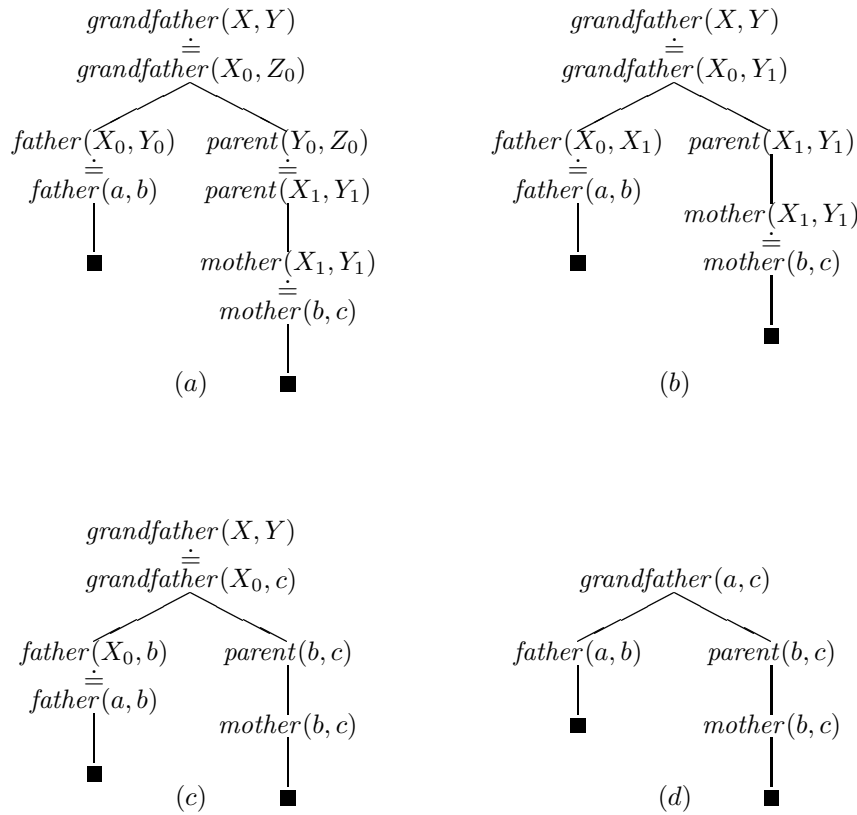 grandfather(X, Y)
≐
grandfather(X₀, Z₀)
father(X₀, Y₀) parent(Y₀, Z₀)
≐ ≐
father(a, b) parent(X₁, Y₁)
mother(X₁, Y₁)
≐
mother(b, c)
(a)
grandfather(X, Y)
≐
grandfather(X₀, Y₁)
father(X₀, X₁) parent(X₁, Y₁)
≐
father(a, b)
mother(X₁, Y₁)
≐
mother(b, c)
(b)
grandfather(X, Y)
≐
grandfather(X₀, c)
father(X₀, b) parent(b, c)
≐
father(a, b)
mother(b, c)
(c)
grandfather(a, c)
father(a, b) parent(b, c)
mother(b, c)
(d)